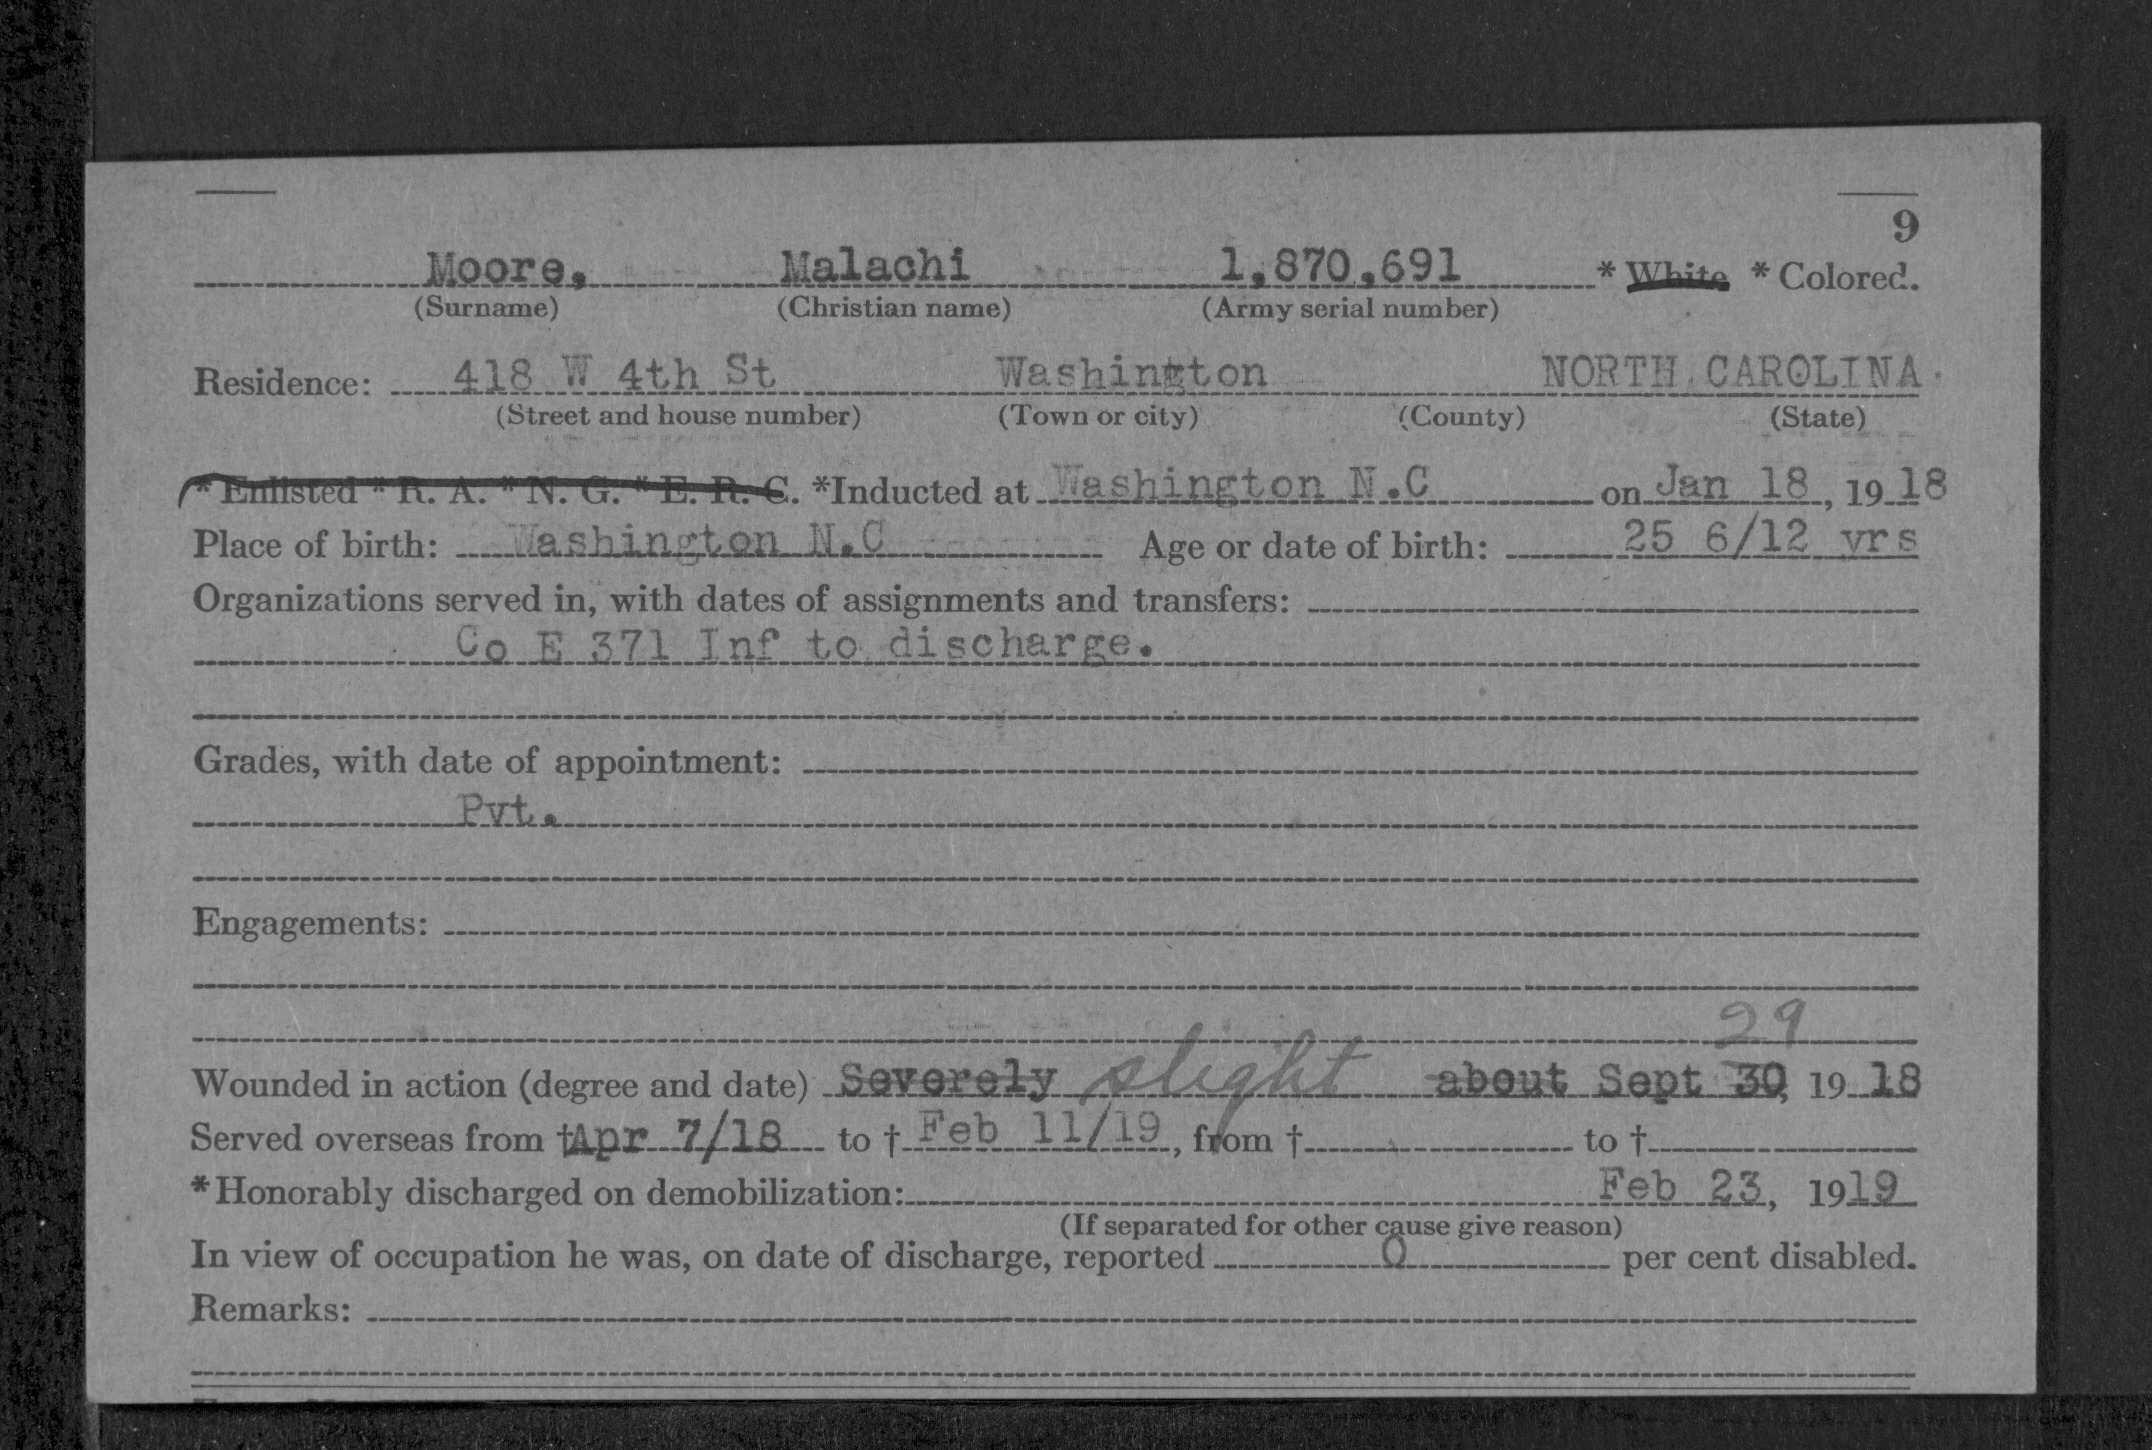 9
Moore, Malachi 1,870,691 * White * Colored.
(Surname) (Christian name) (Army serial number)
Residence: 418 W 4th St Washington NORTH CAROLINA
(Street and house number) (Town or city) (County) (State)
* Enlisted * R. A. * N. G. * E. R. C. *Inducted at Washington N.C on Jan 18, 1918
Place of birth: Washington N.C Age or date of birth: 25 6/12 yrs
Organizations served in, with dates of assignments and transfers:
Co E 371 Inf to discharge.
Grades, with date of appointment:
Pvt.
Engagements:
29
Wounded in action (degree and date) Severely slight about Sept 30, 1918
Served overseas from †Apr 7/18 to † Feb 11/19, from † to †
*Honorably discharged on demobilization: Feb 23, 1919
(If separated for other cause give reason)
In view of occupation he was, on date of discharge, reported 0 per cent disabled.
Remarks: